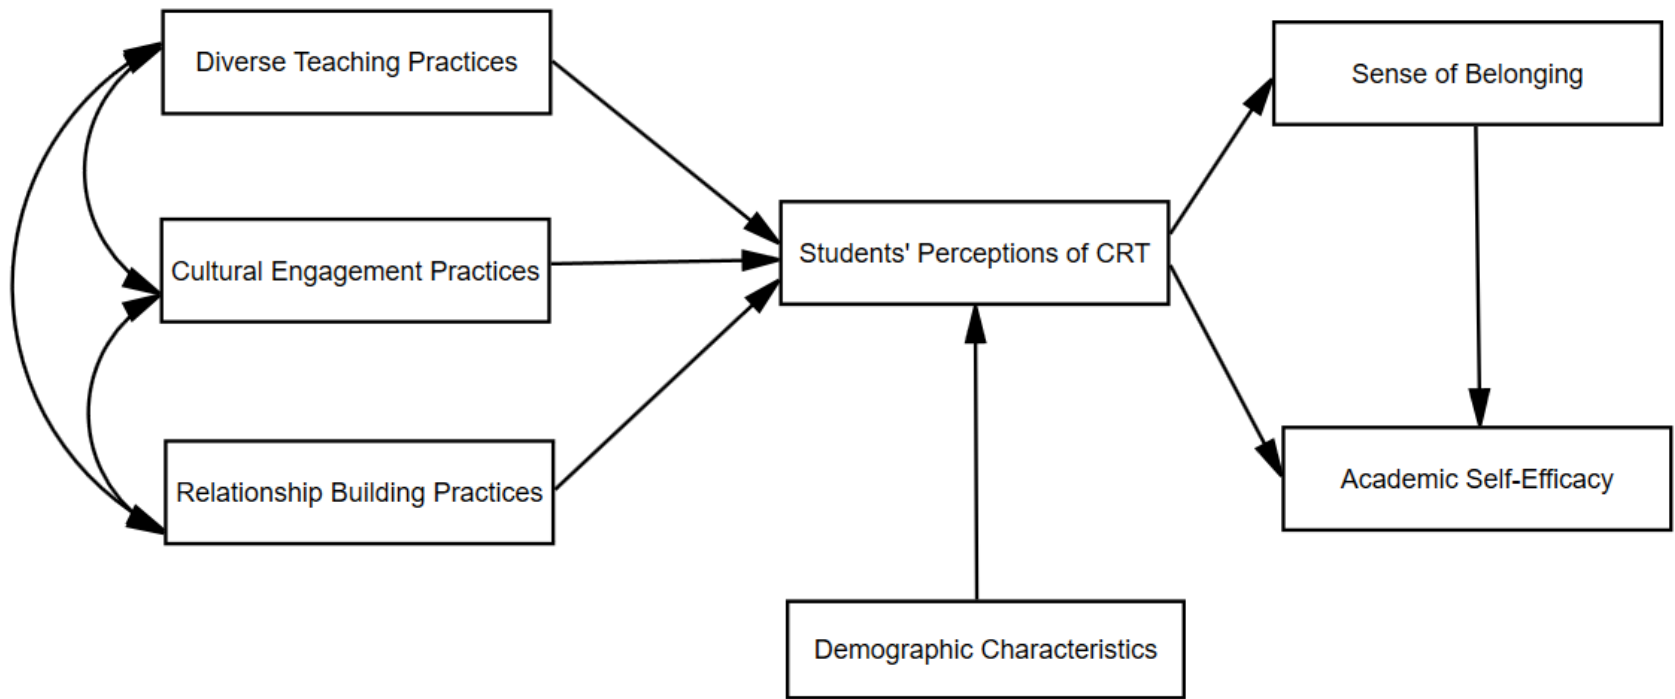 Diverse Teaching Practices
Sense of Belonging
Cultural Engagement Practices
Students' Perceptions of CRT
Relationship Building Practices
Academic Self-Efficacy
Demographic Characteristics